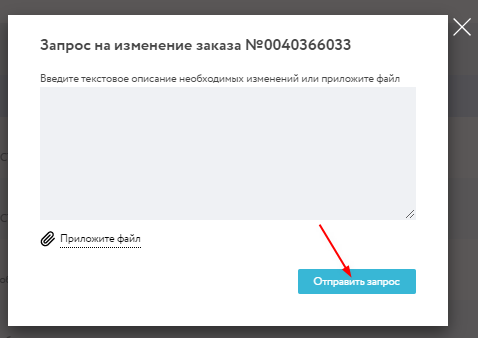 Запрос на изменение заказа №0040366033
Введите текстовое описание необходимых изменений или приложите файл
Приложите файл
Отправить запрос